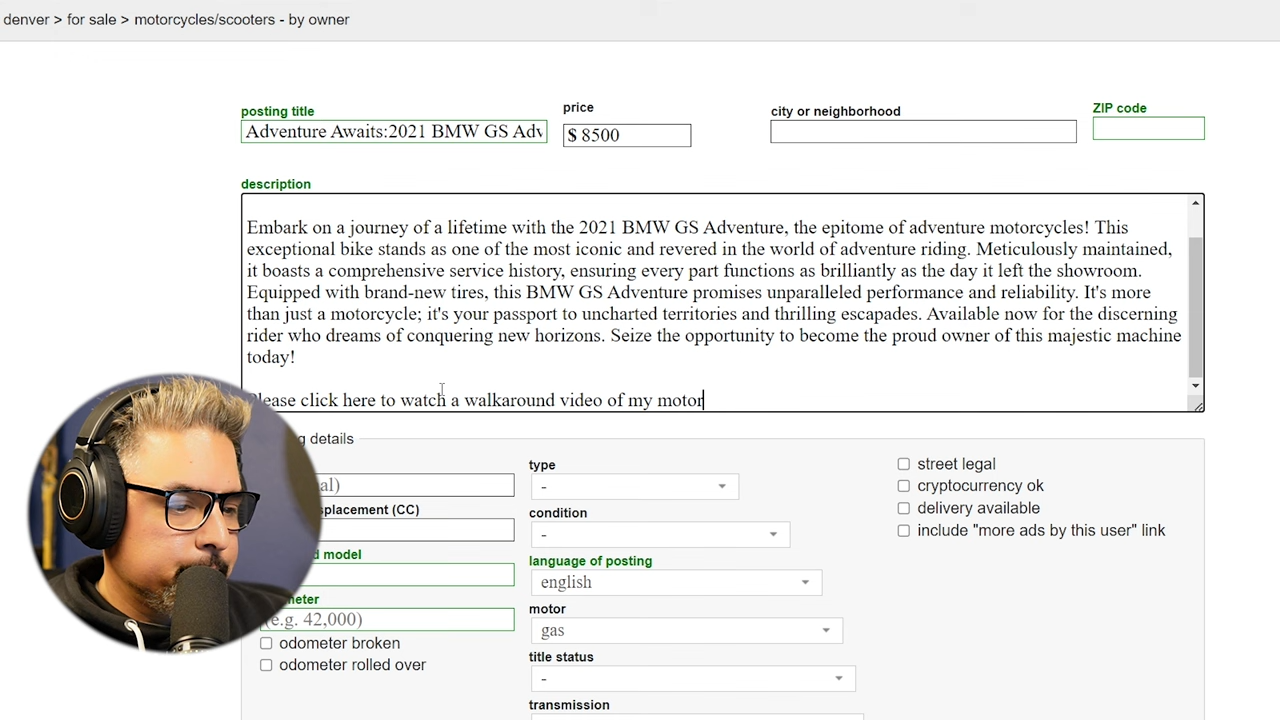 denver > for sale > motorcycles/scooters - by owner
posting title
price
city or neighborhood
ZIP code
Adventure Awaits:2021 BMW GS Adv
$ 8500
description
Embark on a journey of a lifetime with the 2021 BMW GS Adventure, the epitome of adventure motorcycles! This
exceptional bike stands as one of the most iconic and revered in the world of adventure riding. Meticulously maintained,
it boasts a comprehensive service history, ensuring every part functions as brilliantly as the day it left the showroom.
Equipped with brand-new tires, this BMW GS Adventure promises unparalleled performance and reliability. It's more
than just a motorcycle; it's your passport to uncharted territories and thrilling escapades. Available now for the discerning
rider who dreams of conquering new horizons. Seize the opportunity to become the proud owner of this majestic machine
today!
Please click here to watch a walkaround video of my motor
details
type
-
condition
-
(CC)
model
language of posting
english
(e.g. 42,000)
motor
gas
odometer broken
odometer rolled over
title status
-
transmission
street legal
cryptocurrency ok
delivery available
include "more ads by this user" link